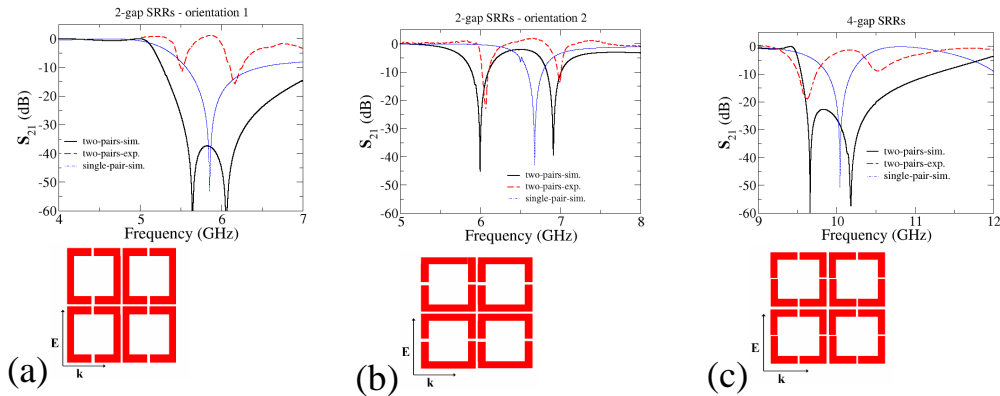 2-gap SRRs - orientation 1
S21 (dB)
0
-10
-20
-30
-40
-50
-60
two-pairs-sim.
two-pairs-exp.
single-pair-sim.
4 5 6 7
Frequency (GHz)
E
k
(a)
2-gap SRRs - orientation 2
S21 (dB)
0
-10
-20
-30
-40
-50
-60
two-pairs-sim.
two-pairs-exp.
single-pair-sim.
5 6 7 8
Frequency (GHz)
E
k
(b)
4-gap SRRs
S21 (dB)
0
-10
-20
-30
-40
-50
-60
two-pairs-sim.
two-pairs-exp.
single-pair-sim.
9 10 11 12
Frequency (GHz)
E
k
(c)